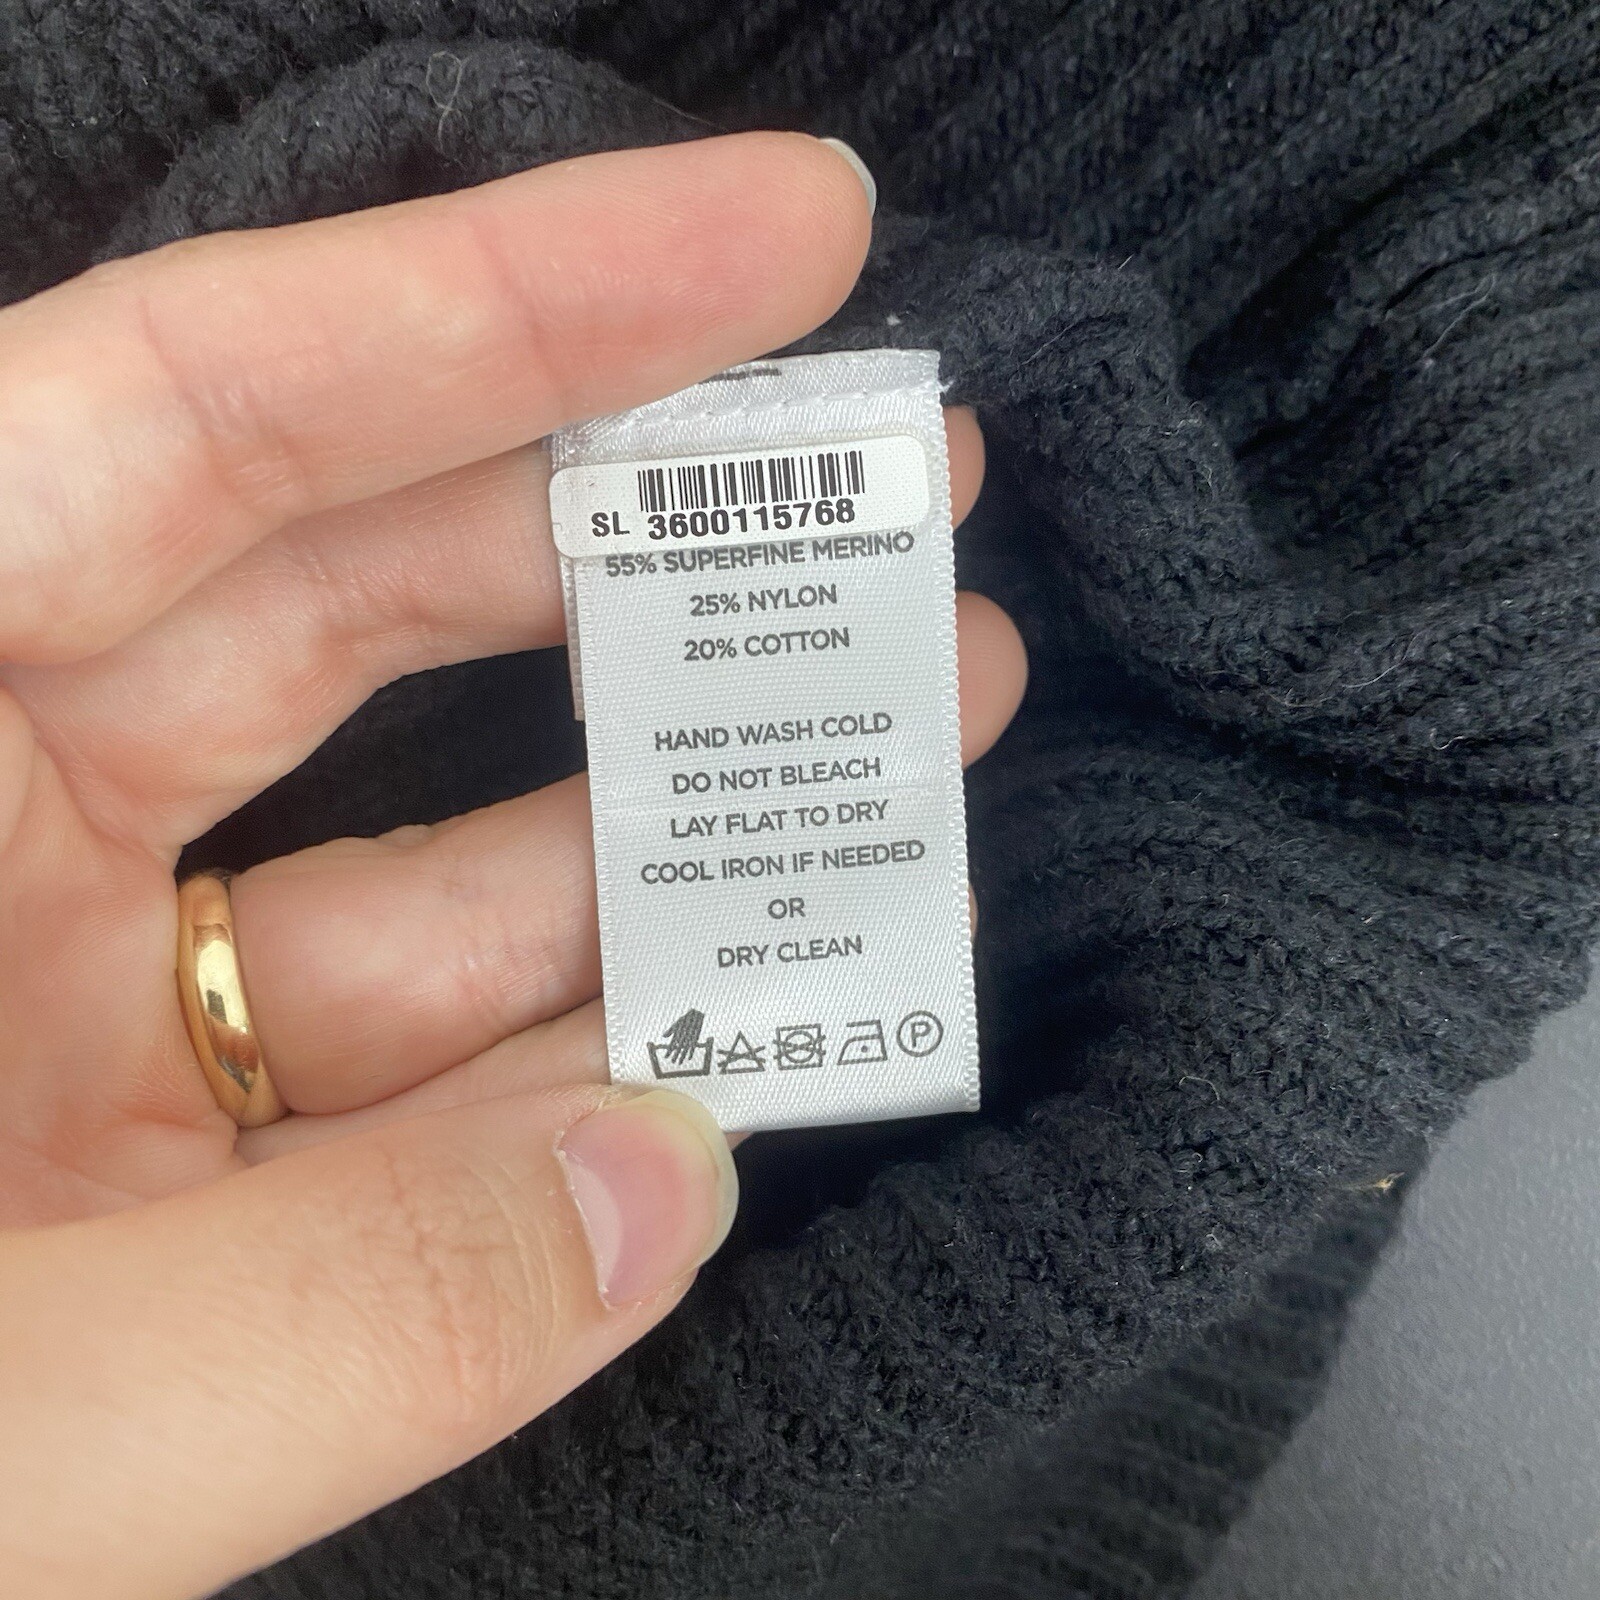 SL 3600115768
55% SUPERFINE MERINO
25% NYLON
20% COTTON
HAND WASH COLD
DO NOT BLEACH
LAY FLAT TO DRY
COOL IRON IF NEEDED
OR
DRY CLEAN
P